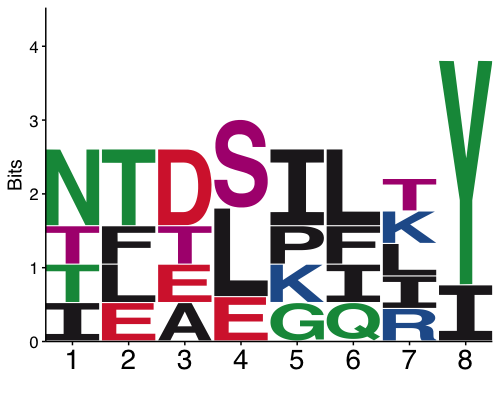 4
3
2
1
0
Bits
N T D S I L T Y
T F T L P F K
T L E K I L
I
I E A E G Q R I
1 2 3 4 5 6 7 8